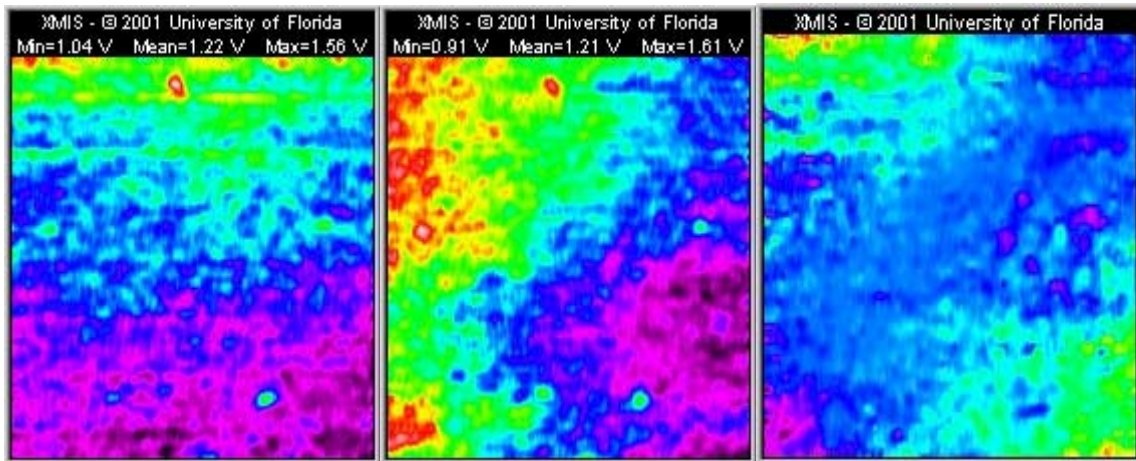 XMIS - © 2001 University of Florida
Min=1.04 V Mean=1.22 V Max=1.56 V
XMIS - © 2001 University of Florida
Min=0.91 V Mean=1.21 V Max=1.61 V
XMIS - © 2001 University of Florida